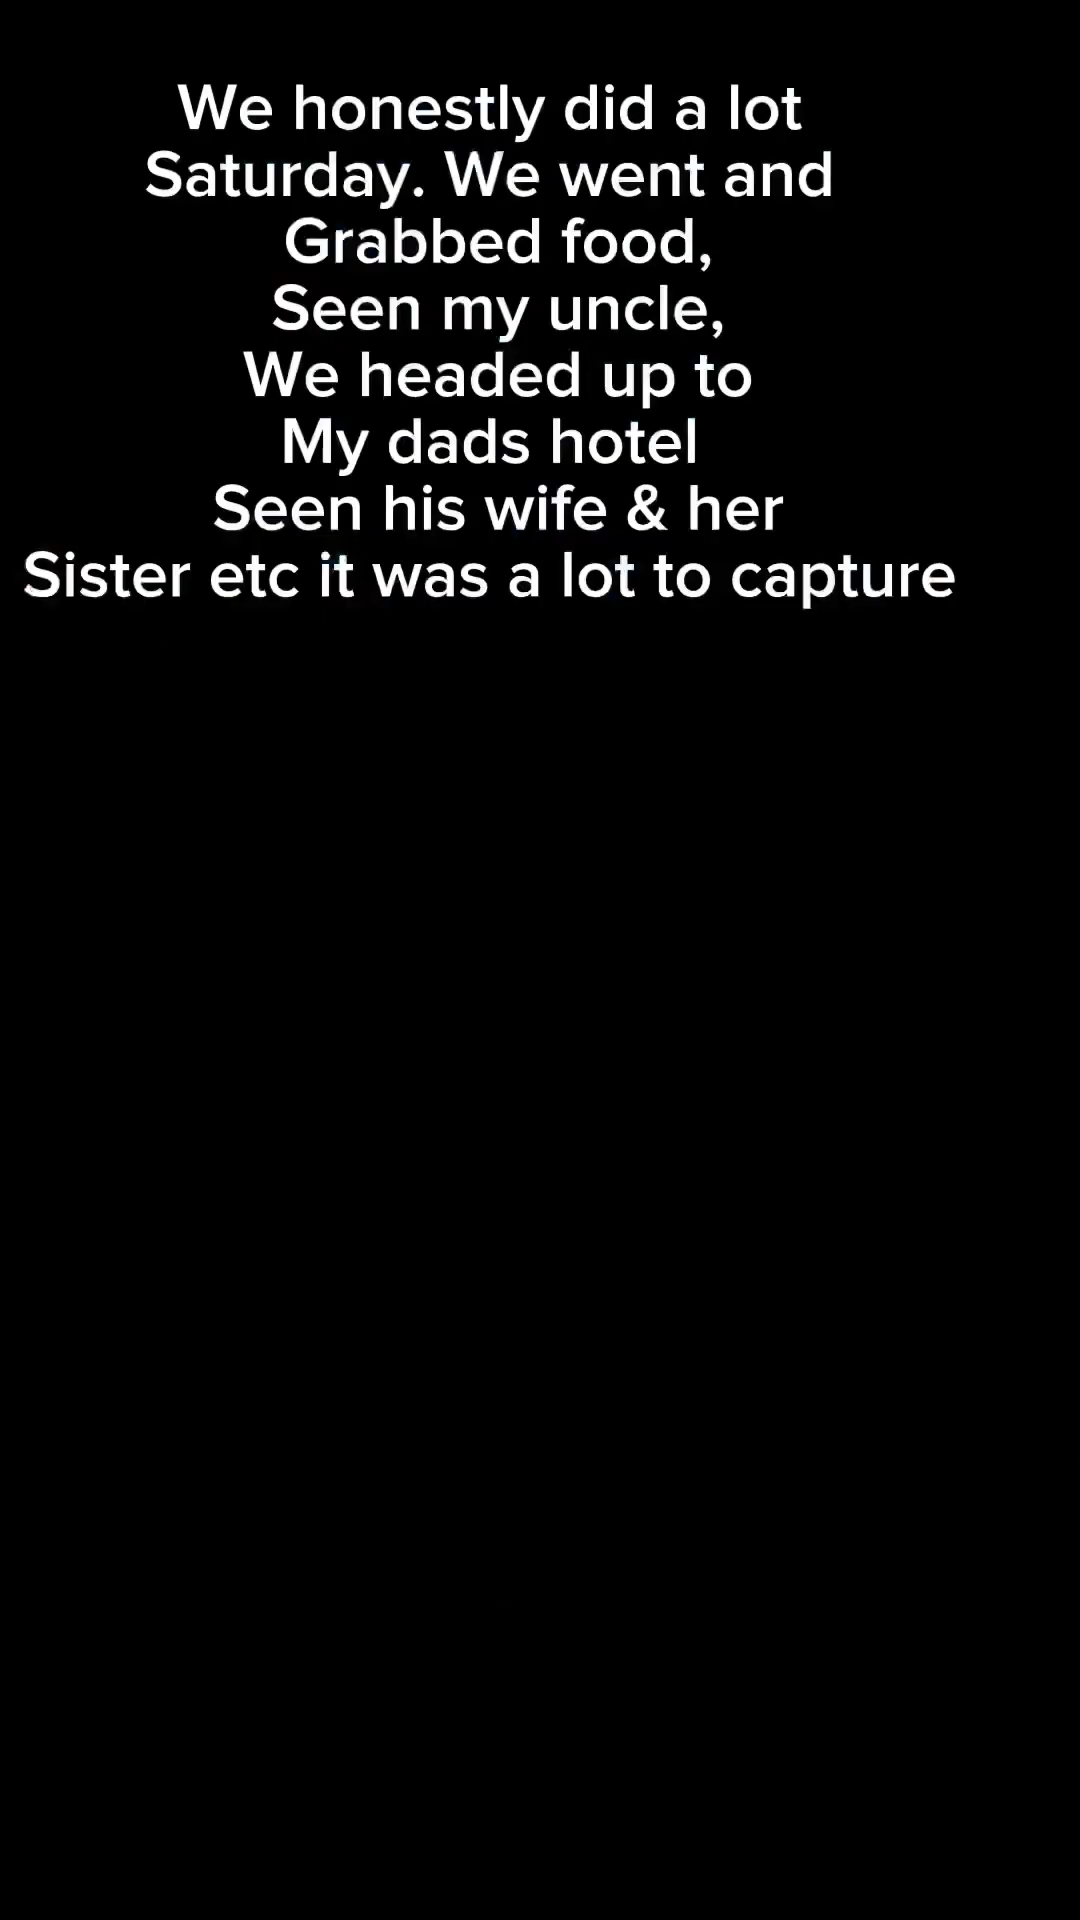 We honestly did a lot
Saturday. We went and
Grabbed food,
Seen my uncle,
We headed up to
My dads hotel
Seen his wife & her
Sister etc it was a lot to capture